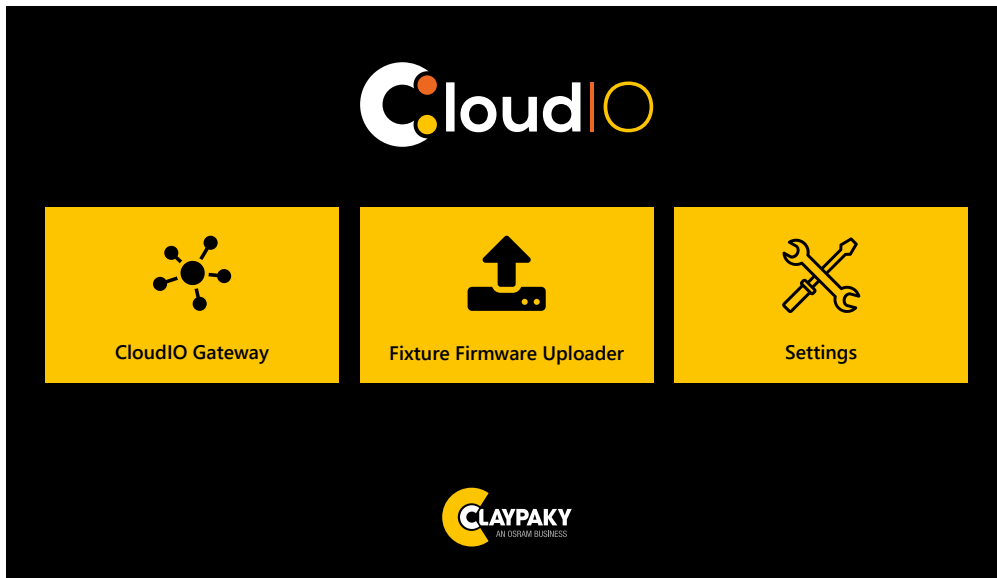 CloudIO
CloudIO Gateway
Fixture Firmware Uploader
Settings
CLAYPAKY
AN OSRAM BUSINESS